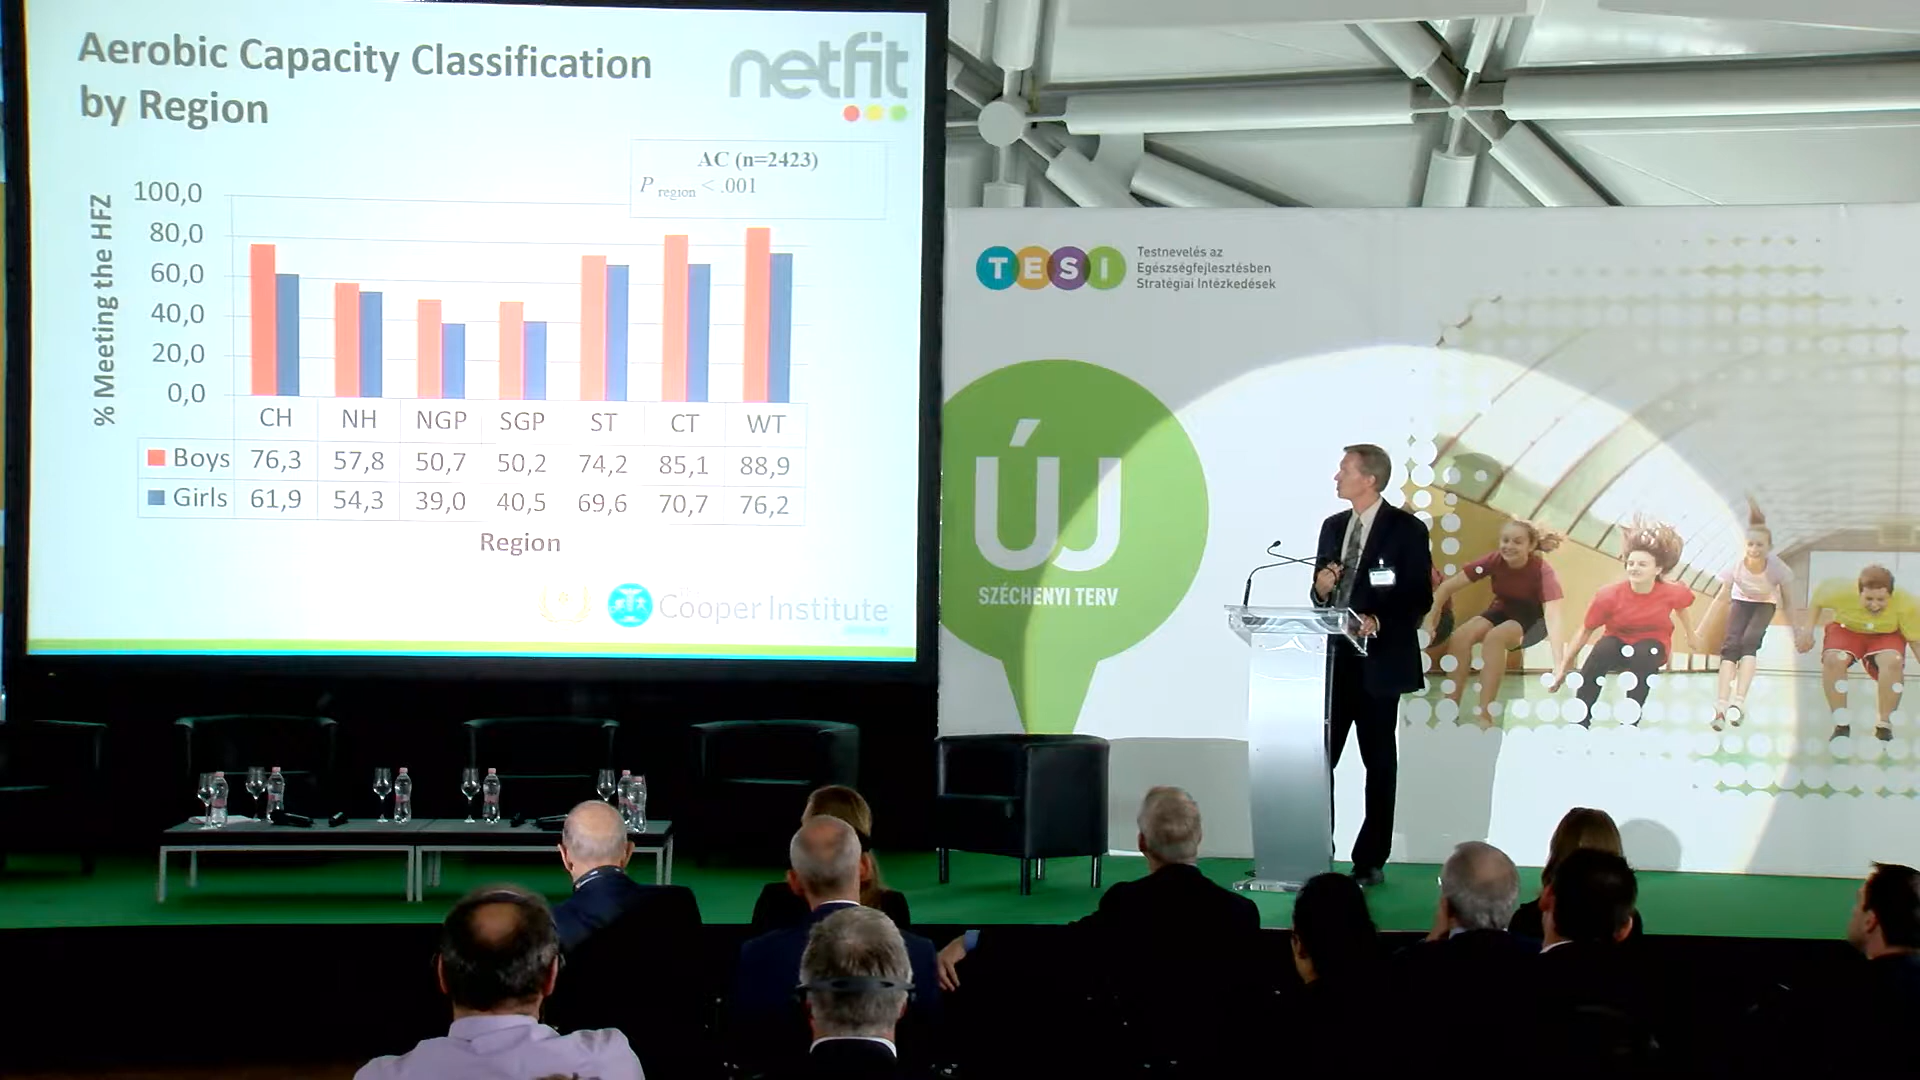 Aerobic Capacity Classification
by Region
netfit
AC (n=2423)
P region < .001
% Meeting the HFZ
100,0
80,0
60,0
40,0
20,0
0,0
CH NH NGP SGP ST CT WT
Boys 76,3 57,8 50,7 50,2 74,2 85,1 88,9
Girls 61,9 54,3 39,0 40,5 69,6 70,7 76,2
Region
The
Cooper Institute
TESI
Testnevelés az
Egészségfejlesztésben
Stratégiai Intézkedések
ÚJ
SZÉCHENYI TERV